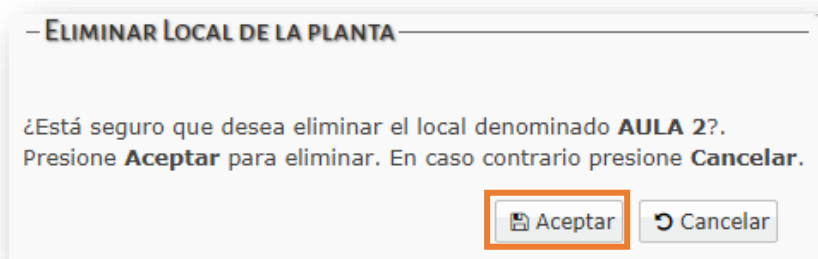 Eliminar Local de la planta
¿Está seguro que desea eliminar el local denominado AULA 2?.
Presione Aceptar para eliminar. En caso contrario presione Cancelar.
Aceptar Cancelar